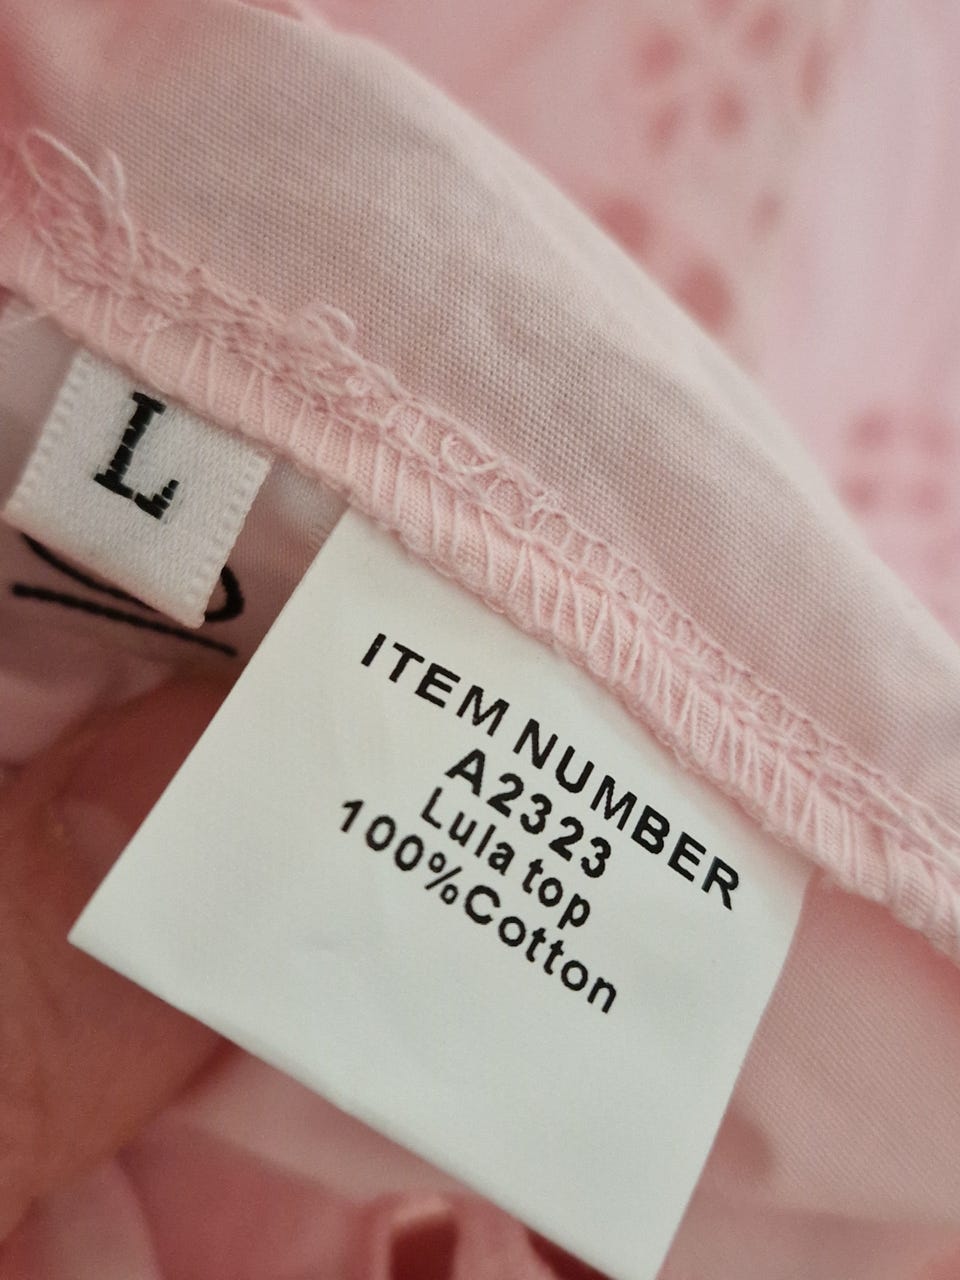 L
ITEM NUMBER
A2323
Lula top
100%Cotton